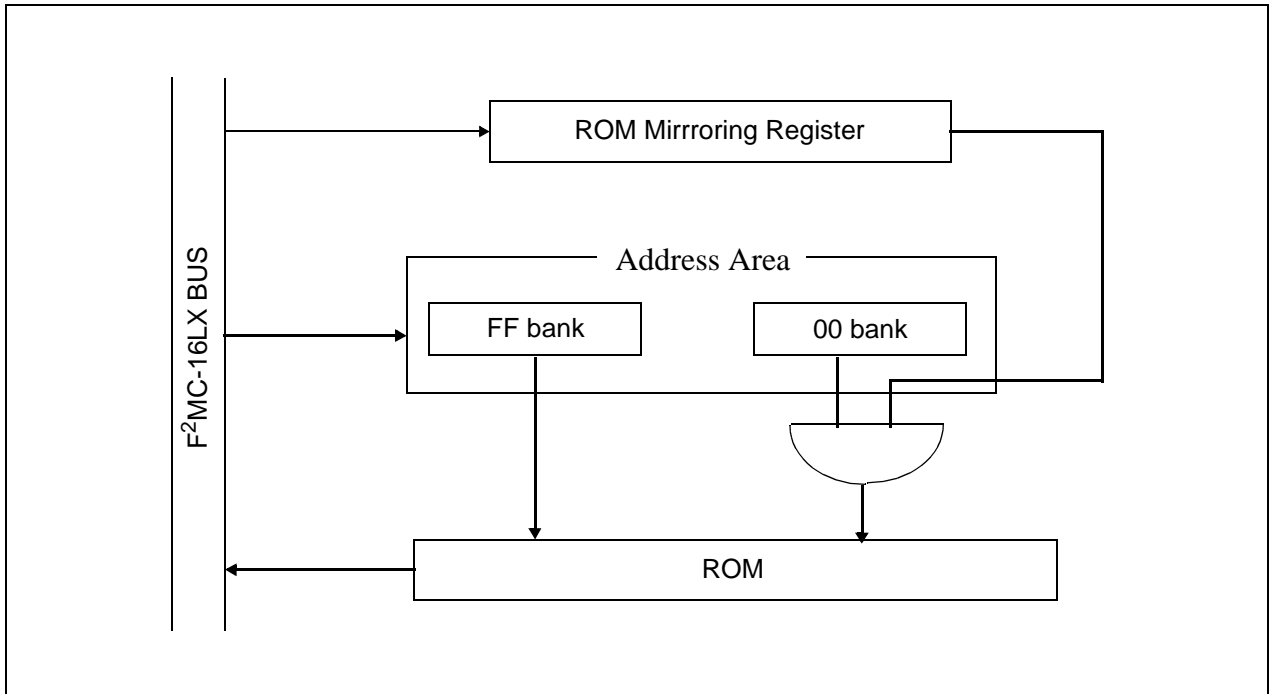 ROM Mirrroring Register
Address Area
FF bank
00 bank
F²MC-16LX BUS
ROM